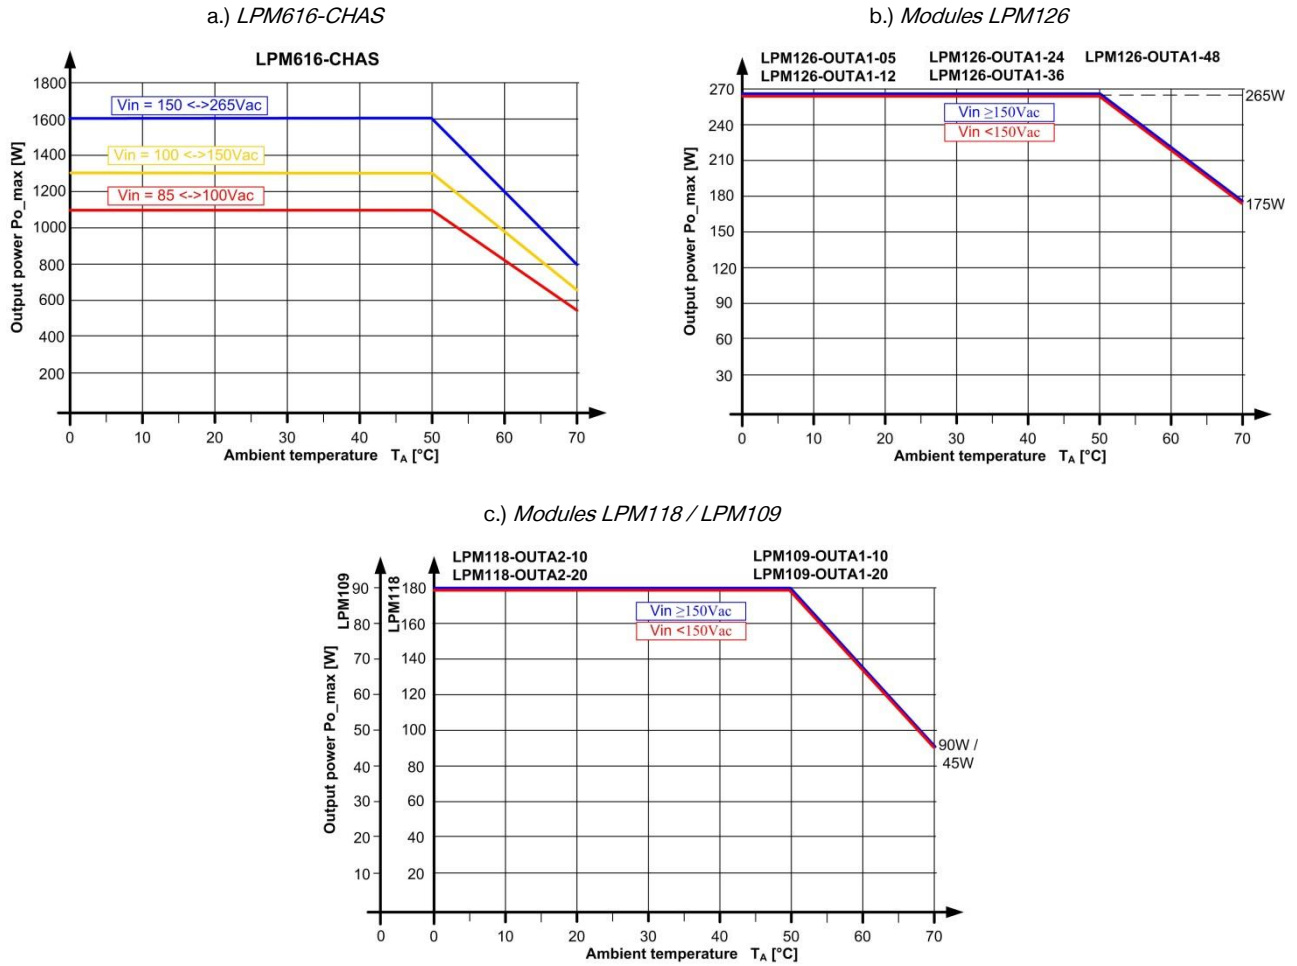 a.) LPM616-CHAS
b.) Modules LPM126
LPM616-CHAS
1800
1600
1400
1200
1000
800
600
400
200
Output power Po_max [W]
Vin = 150 <->265Vac
Vin = 100 <->150Vac
Vin = 85 <->100Vac
0 10 20 30 40 50 60 70
Ambient temperature TA [°C]
LPM126-OUTA1-05 LPM126-OUTA1-24 LPM126-OUTA1-48
LPM126-OUTA1-12 LPM126-OUTA1-36
270
240
210
180
150
120
90
60
30
Output power Po_max [W]
Vin ≥150Vac
Vin <150Vac
265W
175W
0 10 20 30 40 50 60 70
Ambient temperature TA [°C]
c.) Modules LPM118 / LPM109
LPM118-OUTA2-10 LPM109-OUTA1-10
LPM118-OUTA2-20 LPM109-OUTA1-20
LPM109
LPM118
Output power Po_max [W]
90 180
80 160
70 140
60 120
50 100
40 80
30 60
20 40
10 20
Vin ≥150Vac
Vin <150Vac
90W /
45W
0 0 10 20 30 40 50 60 70
Ambient temperature TA [°C]